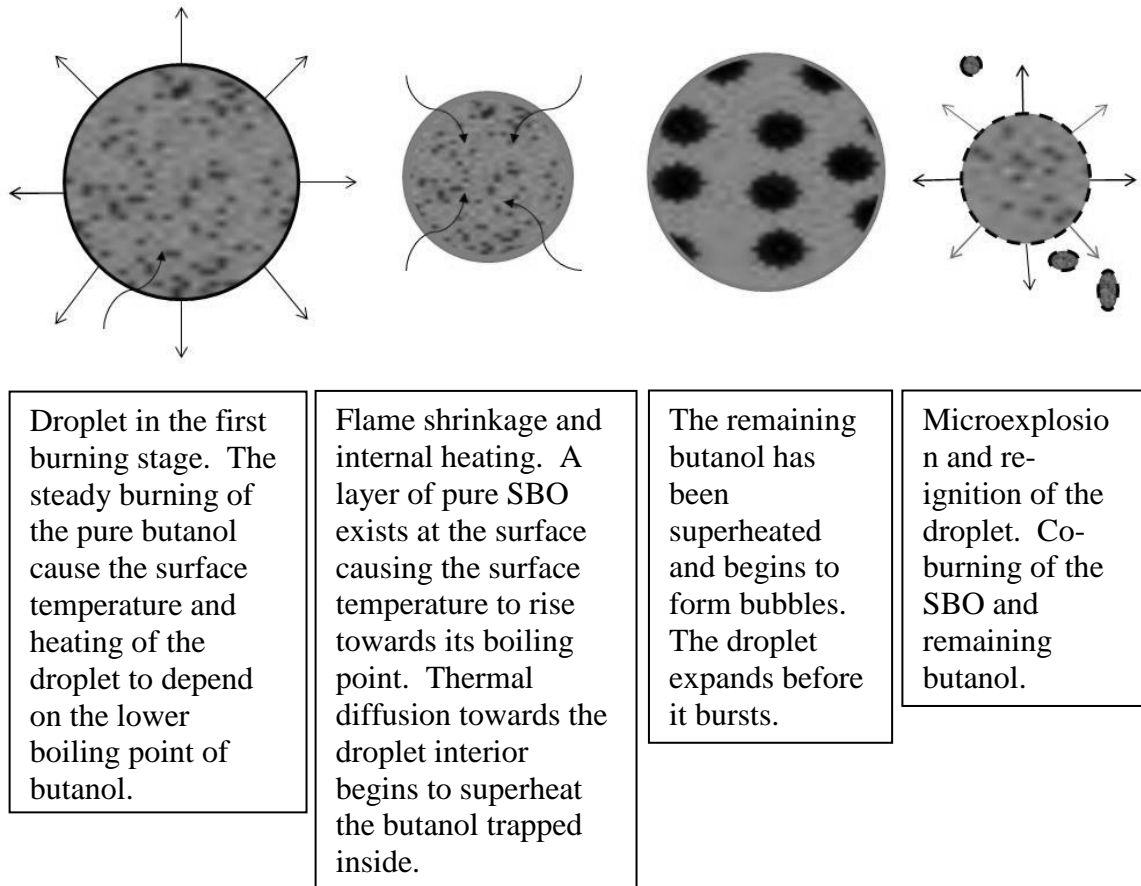 Droplet in the first
burning stage.  The
steady burning of
the pure butanol
cause the surface
temperature and
heating of the
droplet to depend
on the lower
boiling point of
butanol.
Flame shrinkage and
internal heating.  A
layer of pure SBO
exists at the surface
causing the surface
temperature to rise
towards its boiling
point.  Thermal
diffusion towards the
droplet interior
begins to superheat
the butanol trapped
inside.
The remaining
butanol has
been
superheated
and begins to
form bubbles.
The droplet
expands before
it bursts.
Microexplosio
n and re-
ignition of the
droplet.  Co-
burning of the
SBO and
remaining
butanol.